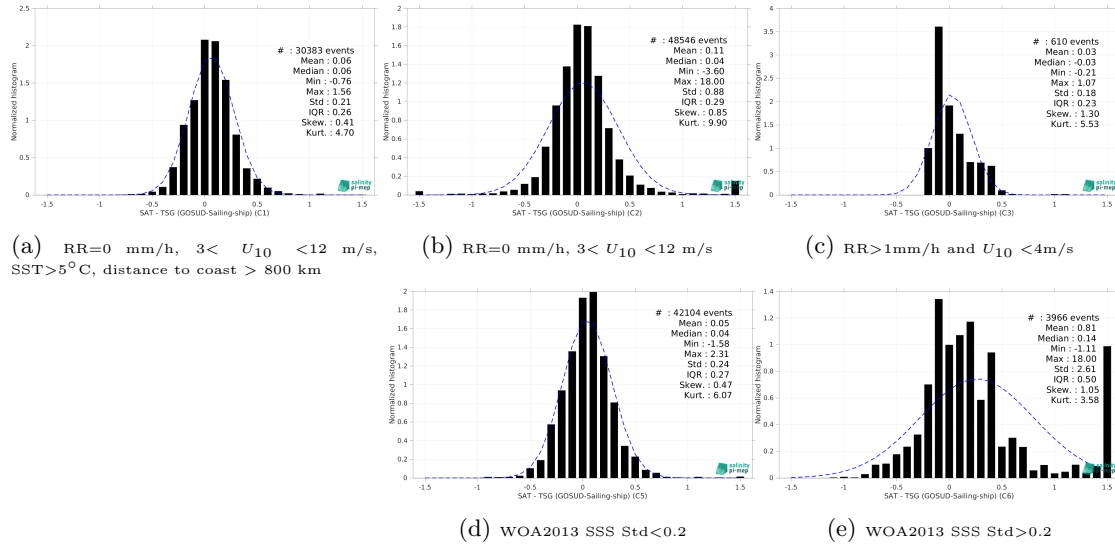 2.5
2
1.5
1
0.5
0
Normalized histogram
# : 30383 events
Mean : 0.06
Median : 0.06
Min : -0.76
Max : 1.56
Std : 0.21
IQR : 0.26
Skew. : 0.41
Kurt. : 4.70
salinity
pi-mep
-1.5 -1 -0.5 0 0.5 1 1.5
SAT - TSG (GOSUD-Sailing-ship) (C1)
(a) RR=0 mm/h, 3< U10 <12 m/s,
SST>5°C, distance to coast > 800 km
2
1.8
1.6
1.4
1.2
1
0.8
0.6
0.4
0.2
0
Normalized histogram
# : 48546 events
Mean : 0.11
Median : 0.04
Min : -3.60
Max : 18.00
Std : 0.88
IQR : 0.29
Skew. : 0.85
Kurt. : 9.90
salinity
pi-mep
-1.5 -1 -0.5 0 0.5 1 1.5
SAT - TSG (GOSUD-Sailing-ship) (C2)
(b) RR=0 mm/h, 3< U10 <12 m/s
4
3.5
3
2.5
2
1.5
1
0.5
0
Normalized histogram
# : 610 events
Mean : 0.03
Median : -0.03
Min : -0.21
Max : 1.07
Std : 0.18
IQR : 0.23
Skew. : 1.30
Kurt. : 5.53
salinity
pi-mep
-1.5 -1 -0.5 0 0.5 1 1.5
SAT - TSG (GOSUD-Sailing-ship) (C3)
(c) RR>1mm/h and U10 <4m/s
2
1.8
1.6
1.4
1.2
1
0.8
0.6
0.4
0.2
0
Normalized histogram
# : 42104 events
Mean : 0.05
Median : 0.04
Min : -1.58
Max : 2.31
Std : 0.24
IQR : 0.27
Skew. : 0.47
Kurt. : 6.07
salinity
pi-mep
-1.5 -1 -0.5 0 0.5 1 1.5
SAT - TSG (GOSUD-Sailing-ship) (C5)
(d) WOA2013 SSS Std<0.2
1.4
1.2
1
0.8
0.6
0.4
0.2
0
Normalized histogram
# : 3966 events
Mean : 0.81
Median : 0.14
Min : -1.11
Max : 18.00
Std : 2.61
IQR : 0.50
Skew. : 1.05
Kurt. : 3.58
salinity
pi-mep
-1.5 -1 -0.5 0 0.5 1 1.5
SAT - TSG (GOSUD-Sailing-ship) (C6)
(e) WOA2013 SSS Std>0.2